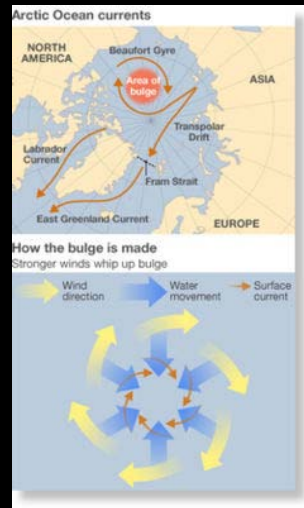 Arctic Ocean currents
NORTH
AMERICA
Beaufort Gyre
Area of
bulge
ASIA
Labrador
Current
Transpolar
Drift
Fram Strait
East Greenland Current
EUROPE
How the bulge is made
Stronger winds whip up bulge
Wind
direction
Water
movement
Surface
current